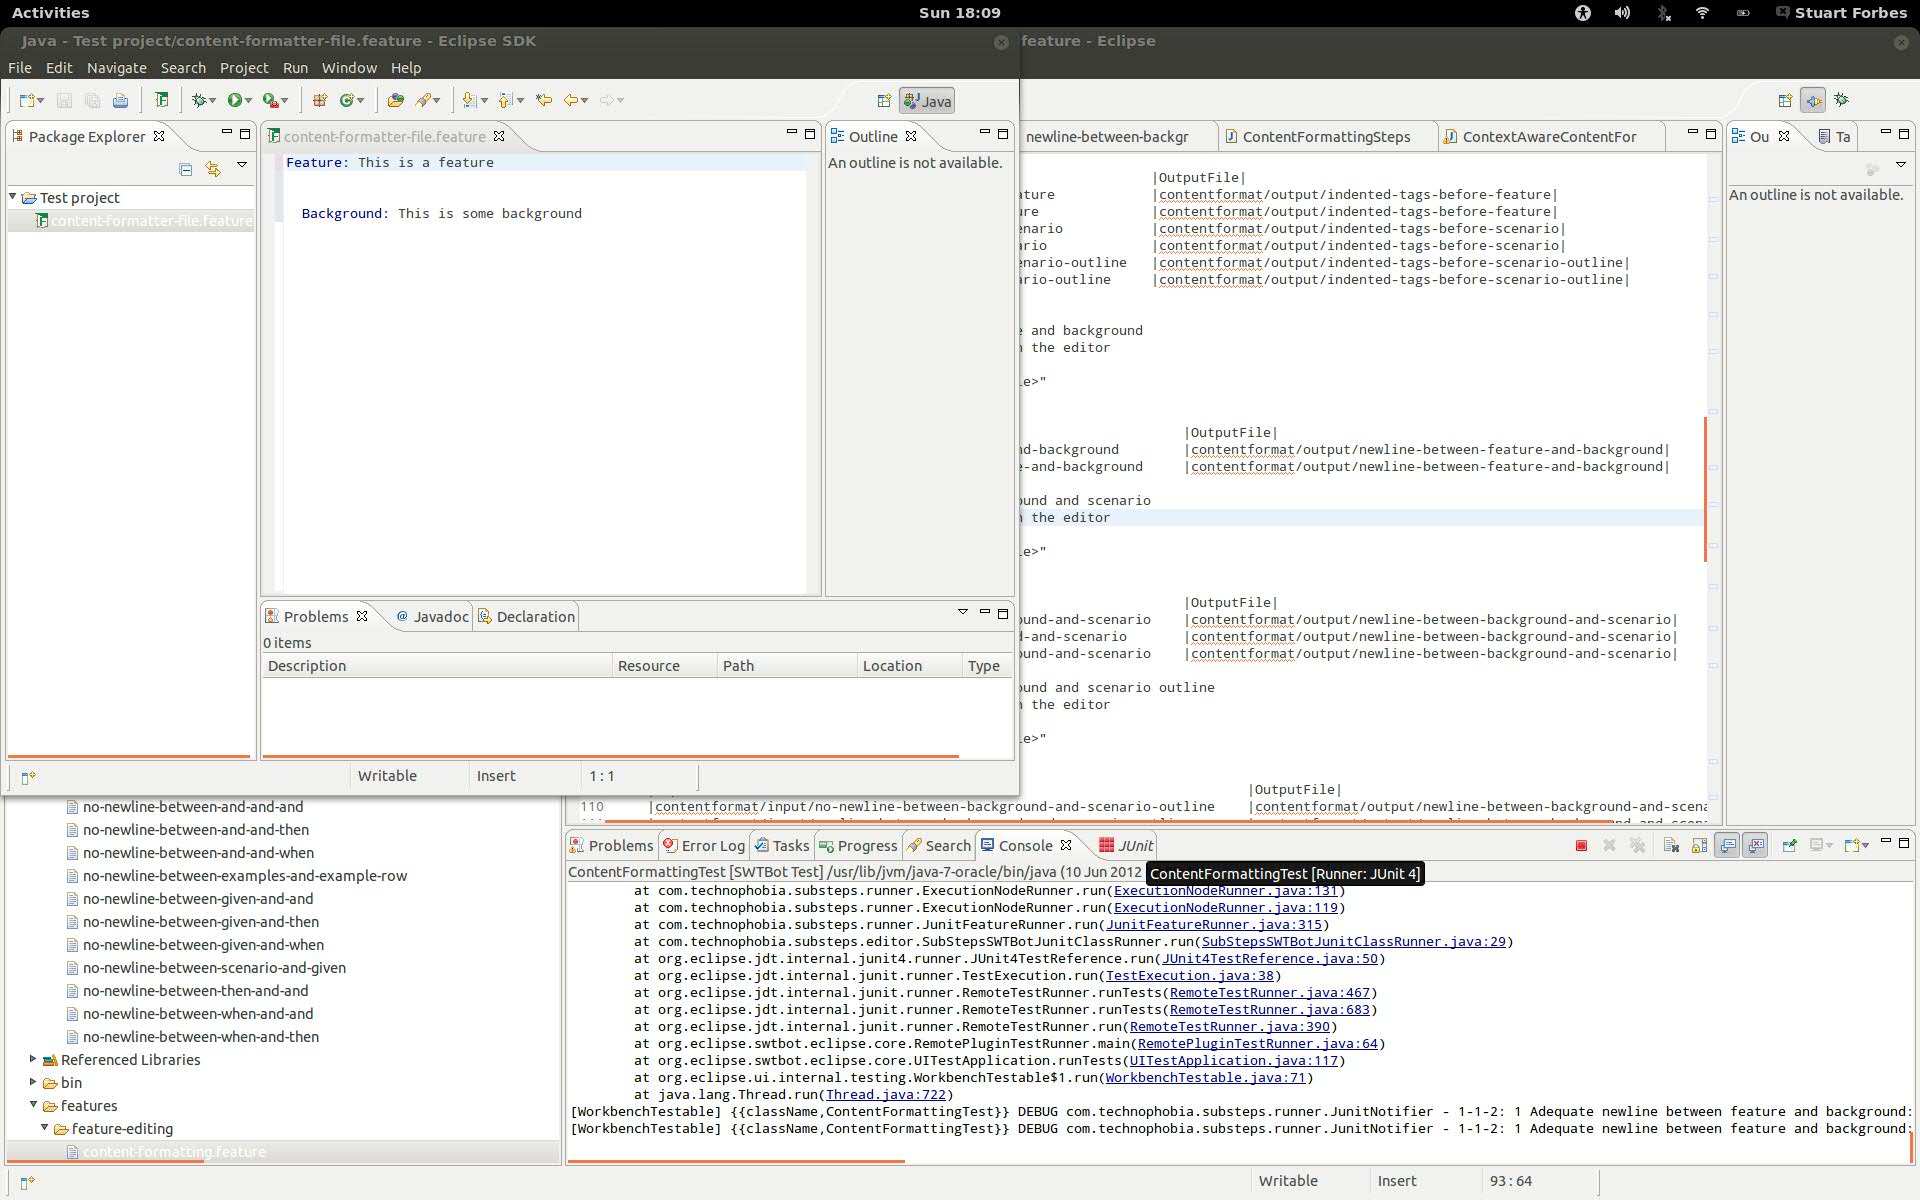 Activities
Sun 18:09
Stuart Forbes
Java - Test project/content-formatter-file.feature - Eclipse SDK
feature - Eclipse
File Edit Navigate Search Project Run Window Help
Java
Package Explorer
content-formatter-file.feature
Outline
newline-between-backgr
ContentFormattingSteps
ContextAwareContentFor
Ou
Ta
Test project
content-formatter-file.feature
Feature: This is a feature
Background: This is some background
An outline is not available.
|OutputFile|
ature |contentformat/output/indented-tags-before-feature|
ure |contentformat/output/indented-tags-before-feature|
enario |contentformat/output/indented-tags-before-scenario|
ario |contentformat/output/indented-tags-before-scenario|
enario-outline |contentformat/output/indented-tags-before-scenario-outline|
rio-outline |contentformat/output/indented-tags-before-scenario-outline|
e and background
n the editor
le>"
|OutputFile|
nd-background |contentformat/output/newline-between-feature-and-background|
e-and-background |contentformat/output/newline-between-feature-and-background|
ound and scenario
n the editor
le>"
|OutputFile|
ound-and-scenario |contentformat/output/newline-between-background-and-scenario|
d-and-scenario |contentformat/output/newline-between-background-and-scenario|
ound-and-scenario |contentformat/output/newline-between-background-and-scenario|
ound and scenario outline
n the editor
le>"
|OutputFile|
110 |contentformat/input/no-newline-between-background-and-scenario-outline |contentformat/output/newline-between-background-and-scena
An outline is not available.
Problems
Javadoc
Declaration
0 items
Description Resource Path Location Type
Writable Insert 1 : 1
no-newline-between-and-and-and
no-newline-between-and-and-then
no-newline-between-and-and-when
no-newline-between-examples-and-example-row
no-newline-between-given-and-and
no-newline-between-given-and-then
no-newline-between-given-and-when
no-newline-between-scenario-and-given
no-newline-between-then-and-and
no-newline-between-when-and-and
no-newline-between-when-and-then
Referenced Libraries
bin
features
feature-editing
content-formatting.feature
Problems Error Log Tasks Progress Search Console JUnit
ContentFormattingTest [SWTBot Test] /usr/lib/jvm/java-7-oracle/bin/java (10 Jun 2012
ContentFormattingTest [Runner: JUnit 4]
at com.technophobia.substeps.runner.ExecutionNodeRunner.run(ExecutionNodeRunner.java:131)
at com.technophobia.substeps.runner.ExecutionNodeRunner.run(ExecutionNodeRunner.java:119)
at com.technophobia.substeps.runner.JunitFeatureRunner.run(JunitFeatureRunner.java:315)
at com.technophobia.substeps.editor.SubStepsSWTBotJunitClassRunner.run(SubStepsSWTBotJunitClassRunner.java:29)
at org.eclipse.jdt.internal.junit4.runner.JUnit4TestReference.run(JUnit4TestReference.java:50)
at org.eclipse.jdt.internal.junit.runner.TestExecution.run(TestExecution.java:38)
at org.eclipse.jdt.internal.junit.runner.RemoteTestRunner.runTests(RemoteTestRunner.java:467)
at org.eclipse.jdt.internal.junit.runner.RemoteTestRunner.runTests(RemoteTestRunner.java:683)
at org.eclipse.jdt.internal.junit.runner.RemoteTestRunner.run(RemoteTestRunner.java:390)
at org.eclipse.swtbot.eclipse.core.RemotePluginTestRunner.main(RemotePluginTestRunner.java:64)
at org.eclipse.swtbot.eclipse.core.UITestApplication.runTests(UITestApplication.java:117)
at org.eclipse.ui.internal.testing.WorkbenchTestable$1.run(WorkbenchTestable.java:71)
at java.lang.Thread.run(Thread.java:722)
[WorkbenchTestable] {{className,ContentFormattingTest}} DEBUG com.technophobia.substeps.runner.JunitNotifier - 1-1-2: 1 Adequate newline between feature and background:
[WorkbenchTestable] {{className,ContentFormattingTest}} DEBUG com.technophobia.substeps.runner.JunitNotifier - 1-1-2: 1 Adequate newline between feature and background:
Writable Insert 93 : 64